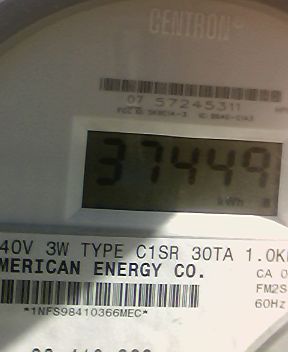 CENTRON
07 57245311
37449
kWh
40V 3W TYPE C1SR 30TA 1.0K
MERICAN ENERGY CO.
CA 0
FM2S
60Hz
*1NFS98410366MEC*